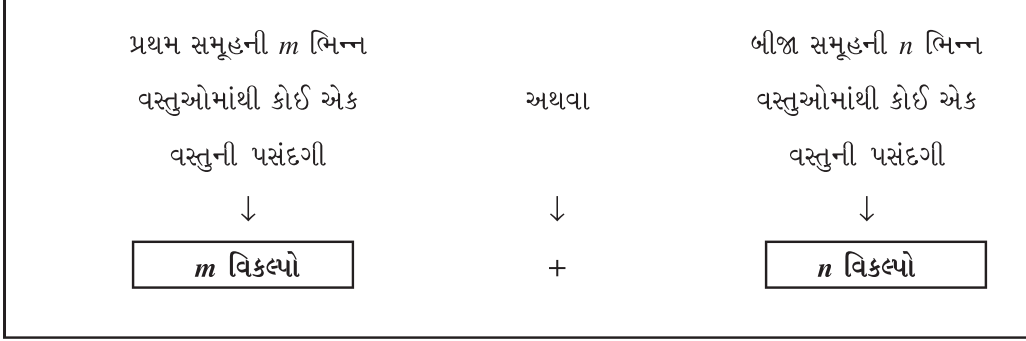 પ્રથમ સમૂહની m ભિન્ન
વસ્તુઓમાંથી કોઈ એક
વસ્તુની પસંદગી
↓
m વિકલ્પો
અથવા
↓
+
બીજા સમૂહની n ભિન્ન
વસ્તુઓમાંથી કોઈ એક
વસ્તુની પસંદગી
↓
n વિકલ્પો